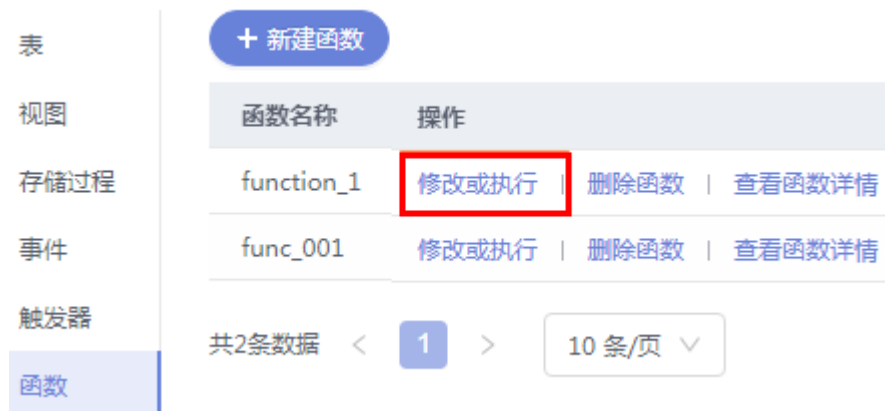 表
+ 新建函数
视图
函数名称 操作
存储过程
function_1 修改或执行 | 删除函数 | 查看函数详情
事件
func_001 修改或执行 | 删除函数 | 查看函数详情
触发器
共2条数据 < 1 > 10 条/页
函数